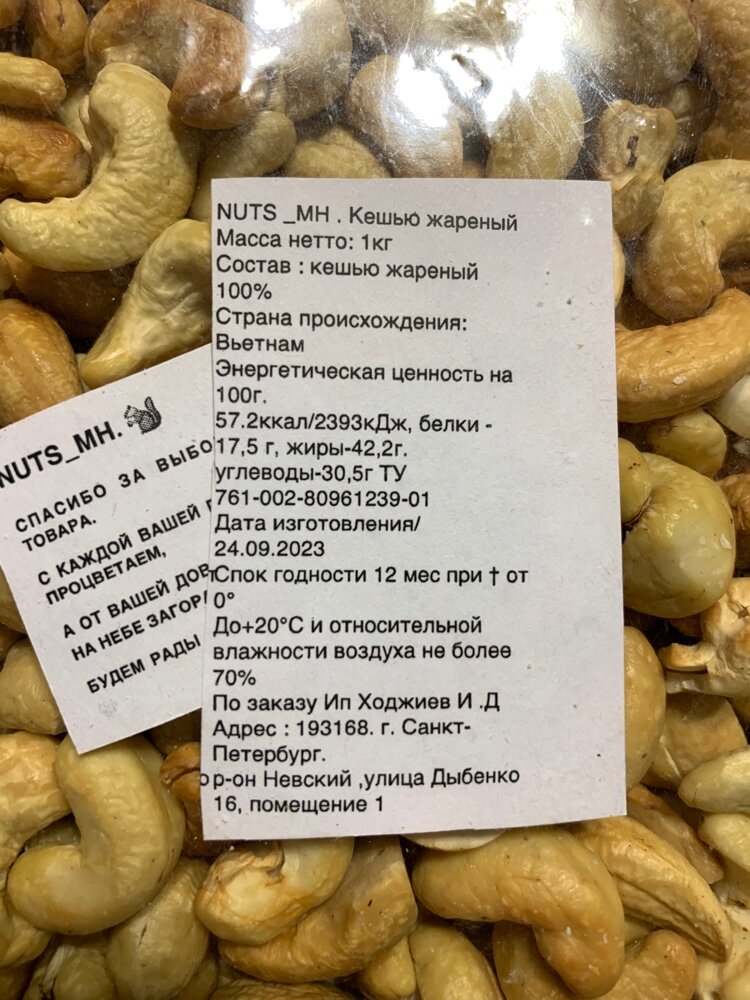 NUTS _MH . Кешью жареный
Масса нетто: 1кг
Состав : кешью жареный
100%
Страна происхождения:
Вьетнам
Энергетическая ценность на
100г.
57.2ккал/2393кДж, белки -
17,5 г, жиры-42,2г.
углеводы-30,5г ТУ
761-002-80961239-01
Дата изготовления/
24.09.2023
Спок годности 12 мес при † от
0°
До+20°С и относительной
влажности воздуха не более
70%
По заказу Ип Ходжиев И .Д
Адрес : 193168. г. Санкт-
Петербург.
р-он Невский ,улица Дыбенко
16, помещение 1
NUTS_MH.
СПАСИБО ЗА ВЫБО
ТОВАРА.
С КАЖДОЙ ВАШЕЙ
ПРОЦВЕТАЕМ,
А ОТ ВАШЕЙ ДОВ
НА НЕБЕ ЗАГОР
БУДЕМ РАДЫ